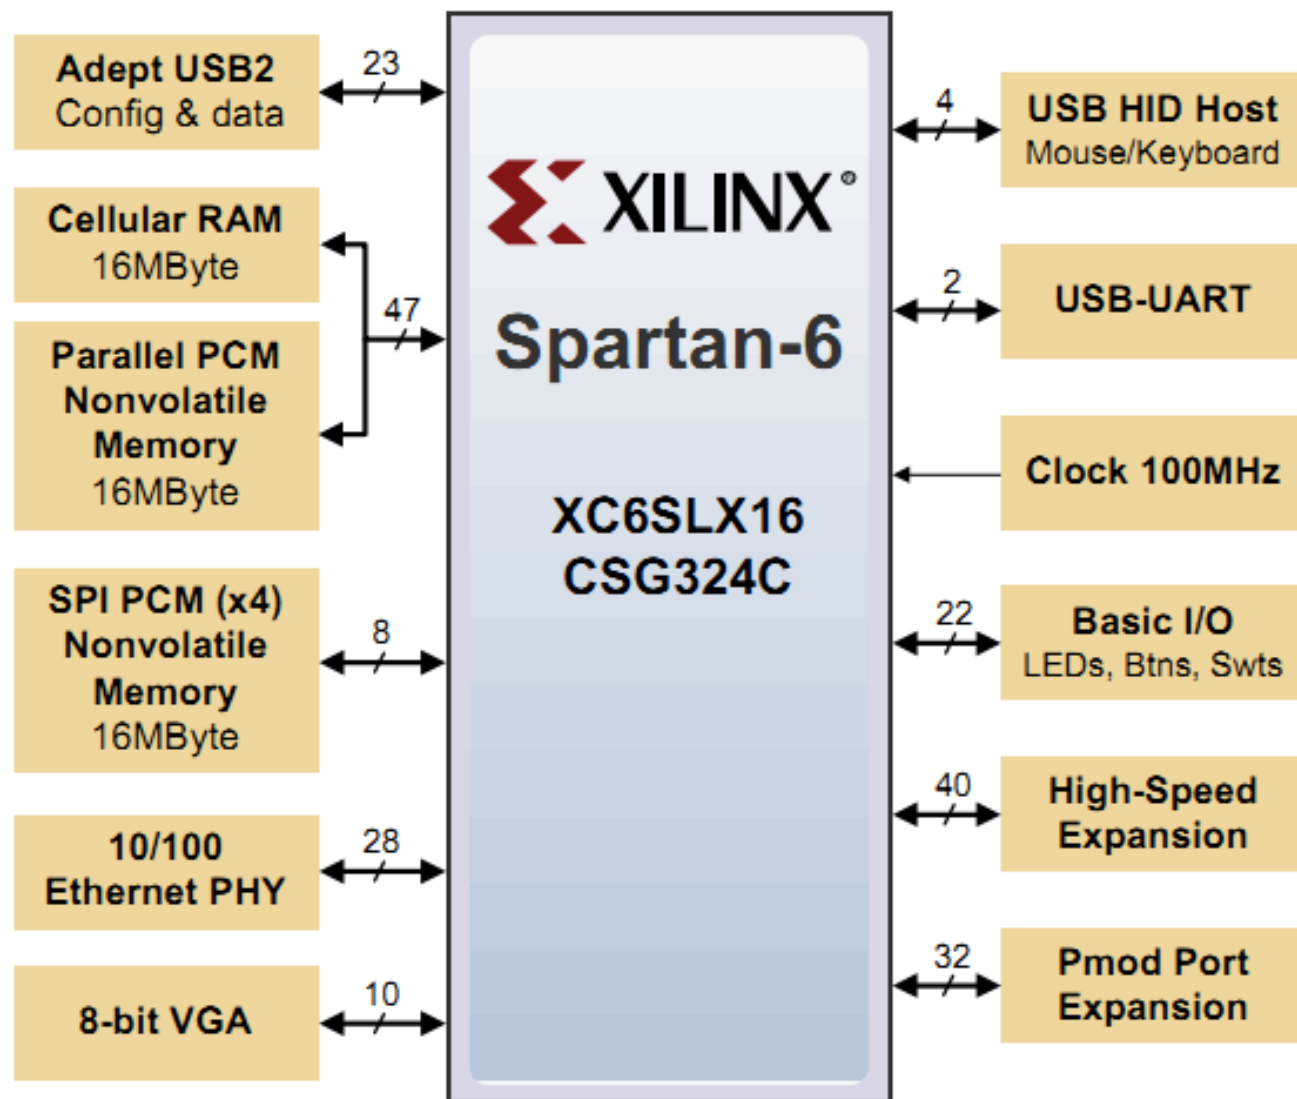 Adept USB2
Config & data
23
Cellular RAM
16MByte
47
Parallel PCM
Nonvolatile
Memory
16MByte
SPI PCM (x4)
Nonvolatile
Memory
16MByte
8
10/100
Ethernet PHY
28
8-bit VGA
10
XILINX®
Spartan-6
XC6SLX16
CSG324C
4
USB HID Host
Mouse/Keyboard
2
USB-UART
Clock 100MHz
22
Basic I/O
LEDs, Btns, Swts
40
High-Speed
Expansion
32
Pmod Port
Expansion